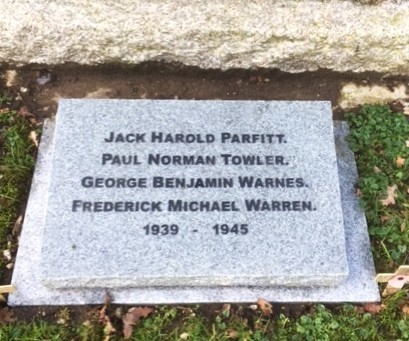 Jack Harold Parfitt.
Paul Norman Towler.
George Benjamin Warnes.
Frederick Michael Warren.
1939 - 1945